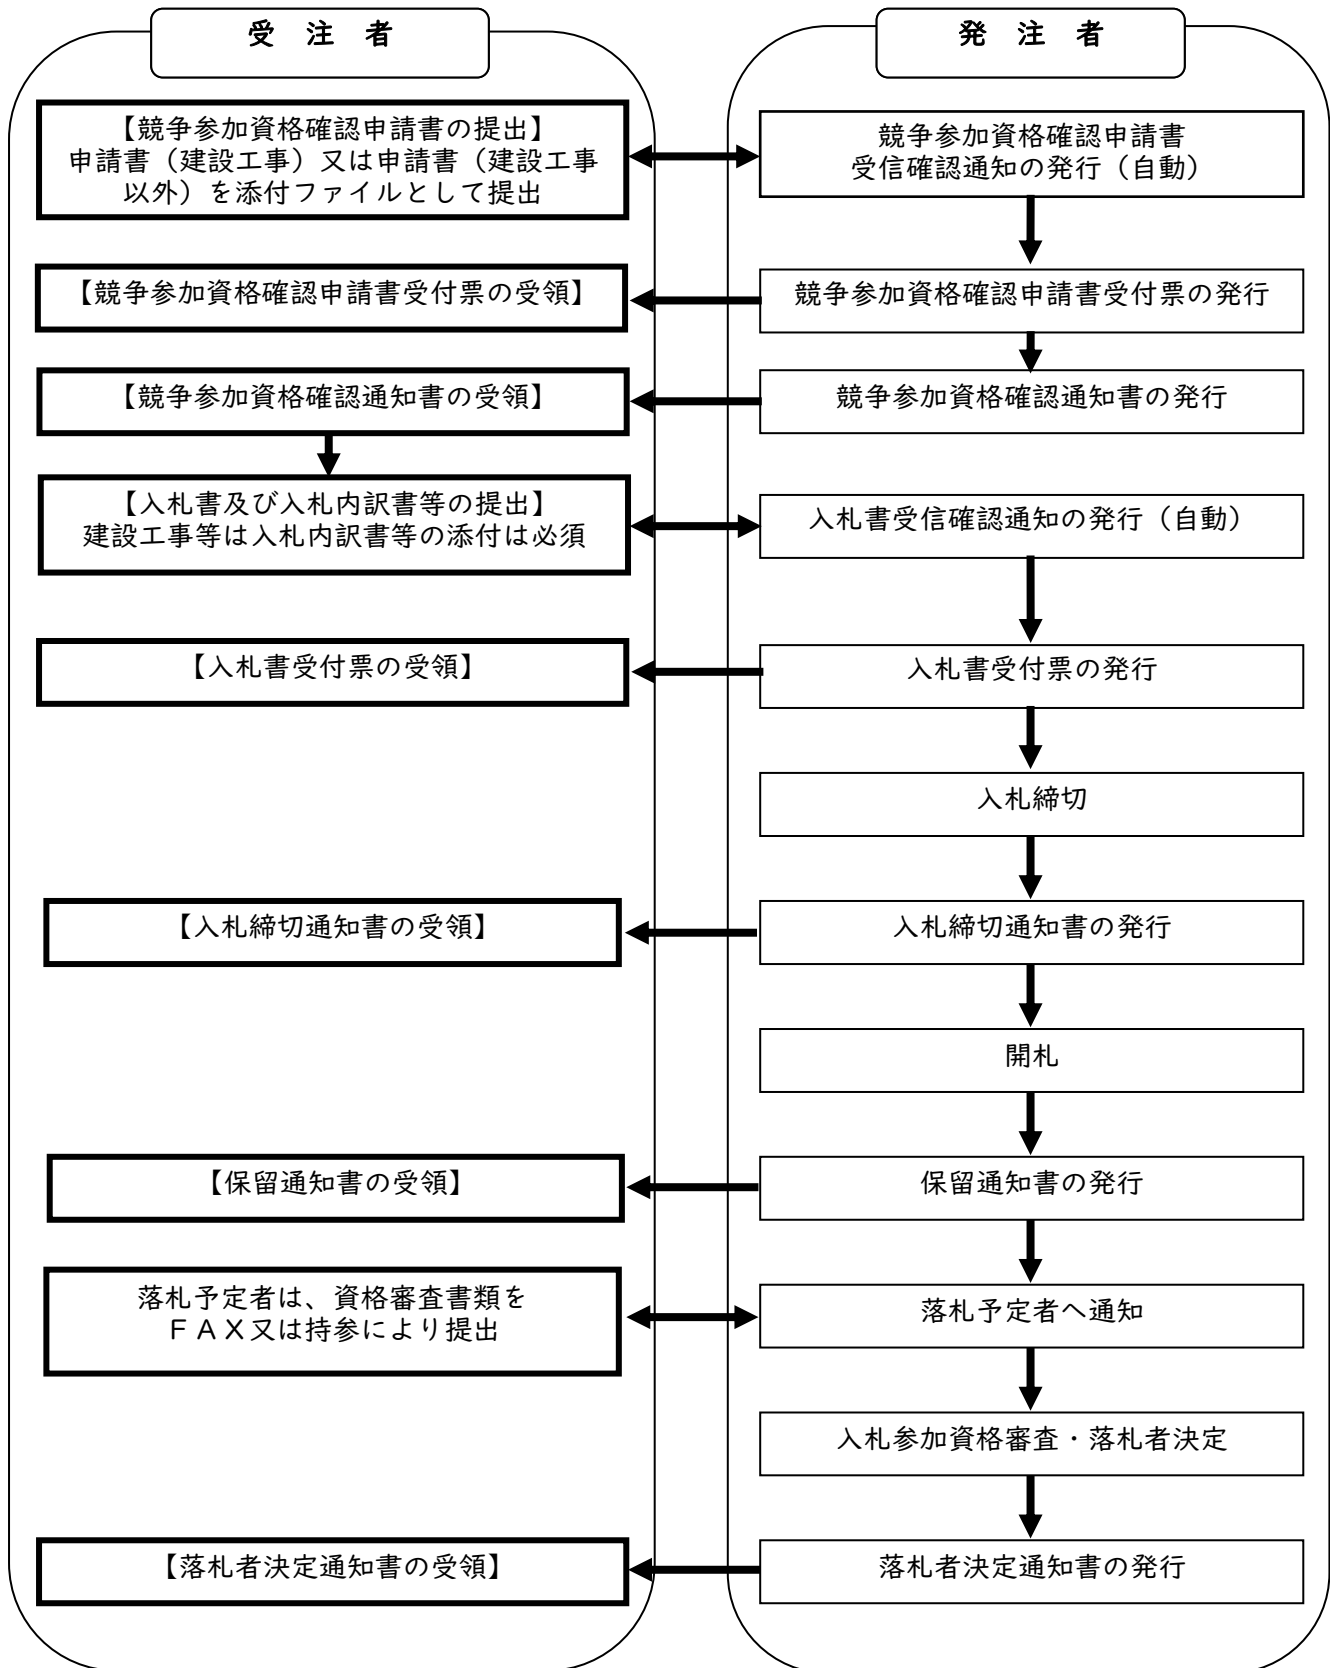 受　注　者
発　注　者
【競争参加資格確認申請書の提出】
申請書（建設工事）又は申請書（建設工事
以外）を添付ファイルとして提出
競争参加資格確認申請書
受信確認通知の発行（自動）
【競争参加資格確認申請書受付票の受領】
競争参加資格確認申請書受付票の発行
【競争参加資格確認通知書の受領】
競争参加資格確認通知書の発行
【入札書及び入札内訳書等の提出】
建設工事等は入札内訳書等の添付は必須
入札書受信確認通知の発行（自動）
【入札書受付票の受領】
入札書受付票の発行
入札締切
【入札締切通知書の受領】
入札締切通知書の発行
開札
【保留通知書の受領】
保留通知書の発行
落札予定者は、資格審査書類を
ＦＡＸ又は持参により提出
落札予定者へ通知
入札参加資格審査・落札者決定
【落札者決定通知書の受領】
落札者決定通知書の発行